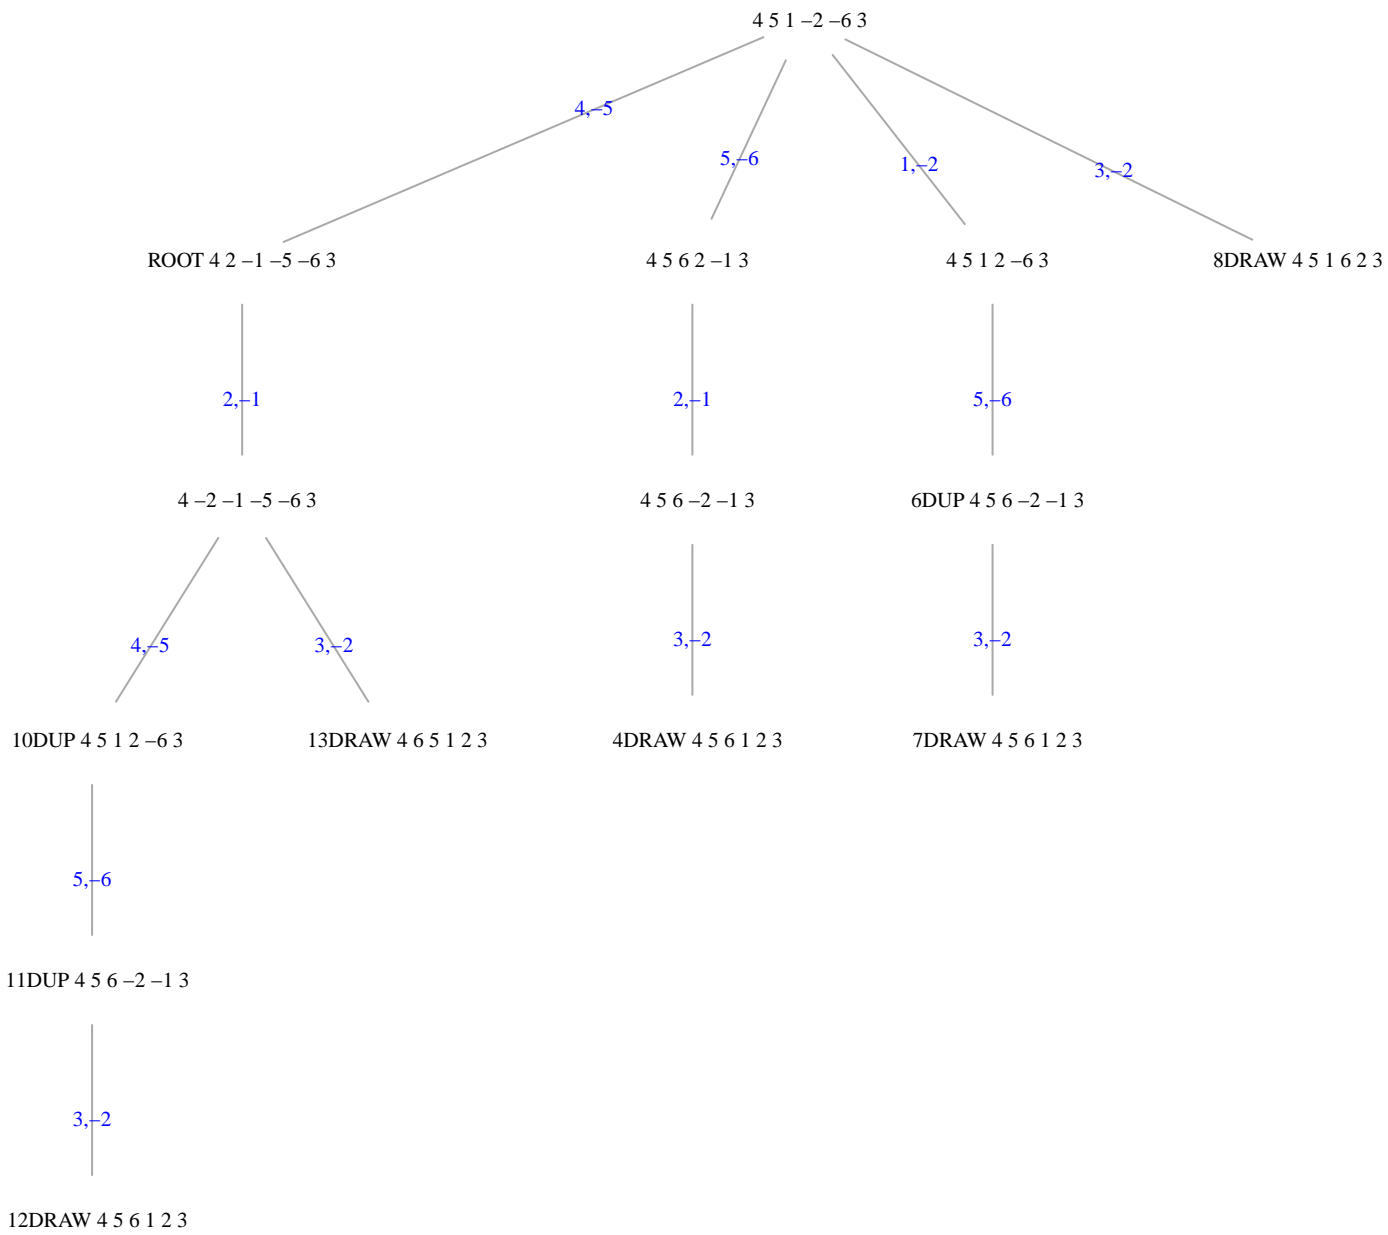 4 5 1 –2 –6 3
4,–5
5,–6
1,–2
3,–2
ROOT 4 2 –1 –5 –6 3
4 5 6 2 –1 3
4 5 1 2 –6 3
8DRAW 4 5 1 6 2 3
2,–1
2,–1
5,–6
4 –2 –1 –5 –6 3
4 5 6 –2 –1 3
6DUP 4 5 6 –2 –1 3
4,–5
3,–2
3,–2
3,–2
10DUP 4 5 1 2 –6 3
13DRAW 4 6 5 1 2 3
4DRAW 4 5 6 1 2 3
7DRAW 4 5 6 1 2 3
5,–6
11DUP 4 5 6 –2 –1 3
3,–2
12DRAW 4 5 6 1 2 3